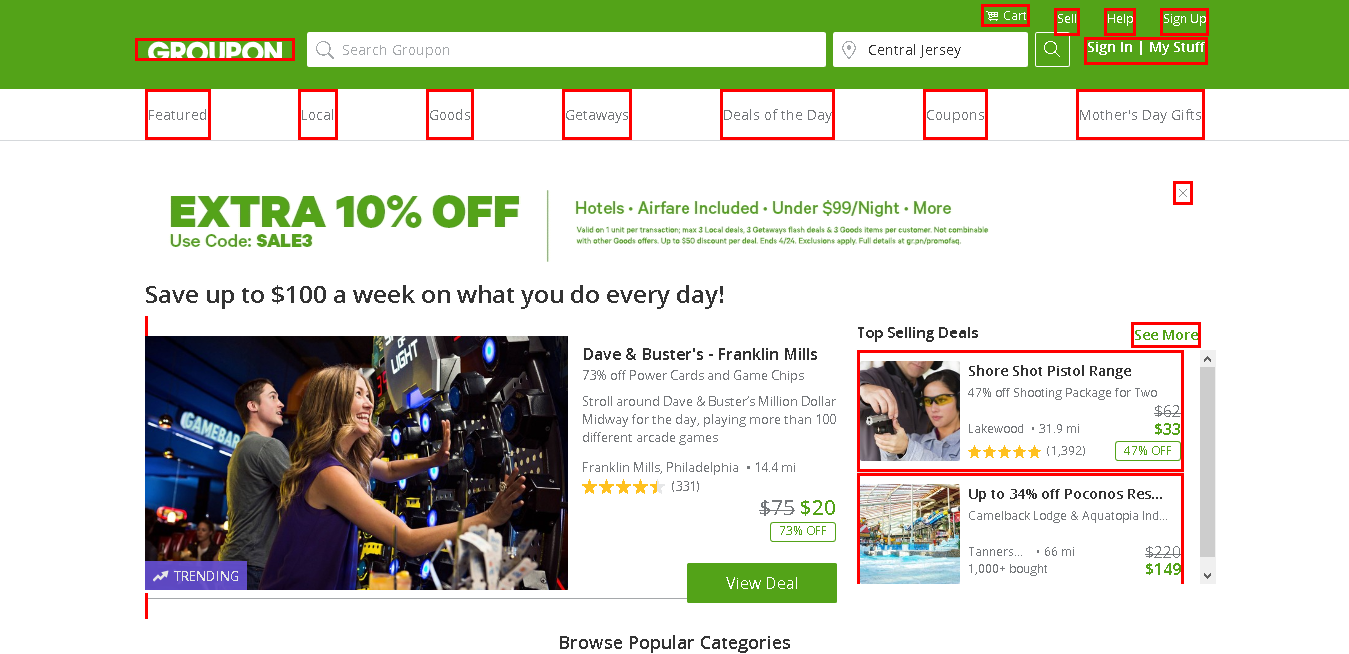 Cart
Sell
Help
Sign Up
GROUPON
Search Groupon
Central Jersey
Sign In | My Stuff
Featured
Local
Goods
Getaways
Deals of the Day
Coupons
Mother's Day Gifts
EXTRA 10% OFF
Use Code: SALE3
Hotels • Airfare Included • Under $99/Night • More
Valid on 1 unit per transaction; max 3 Local deals, 3 Getaways flash deals & 3 Goods items per customer. Not combinable
with other Goods offers. Up to $50 discount per deal. Ends 4/24. Exclusions apply. Full details at gr.pn/promofaq.
Save up to $100 a week on what you do every day!
OF LIGHT
GAMEBAR
TRENDING
Dave & Buster's - Franklin Mills
73% off Power Cards and Game Chips
Stroll around Dave & Buster's Million Dollar
Midway for the day, playing more than 100
different arcade games
Franklin Mills, Philadelphia • 14.4 mi
(331)
$75 $20
73% OFF
View Deal
Top Selling Deals
See More
Shore Shot Pistol Range
47% off Shooting Package for Two
$62
Lakewood • 31.9 mi
$33
(1,392)
47% OFF
Up to 34% off Poconos Res...
Camelback Lodge & Aquatopia Ind...
Tanners... • 66 mi
$220
1,000+ bought
$149
Browse Popular Categories